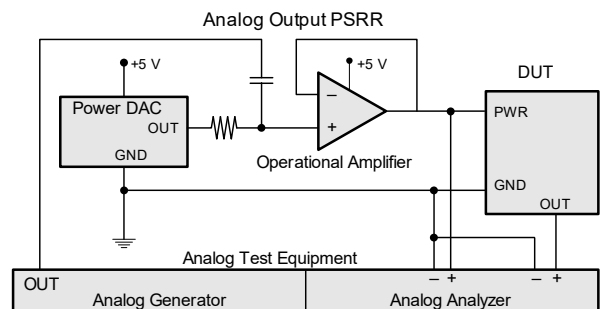 Analog Output PSRR
+5 V
+5 V
DUT
Power DAC
OUT
GND
–
+
Operational Amplifier
PWR
GND
OUT
Analog Test Equipment
– +
– +
OUT
Analog Generator
Analog Analyzer